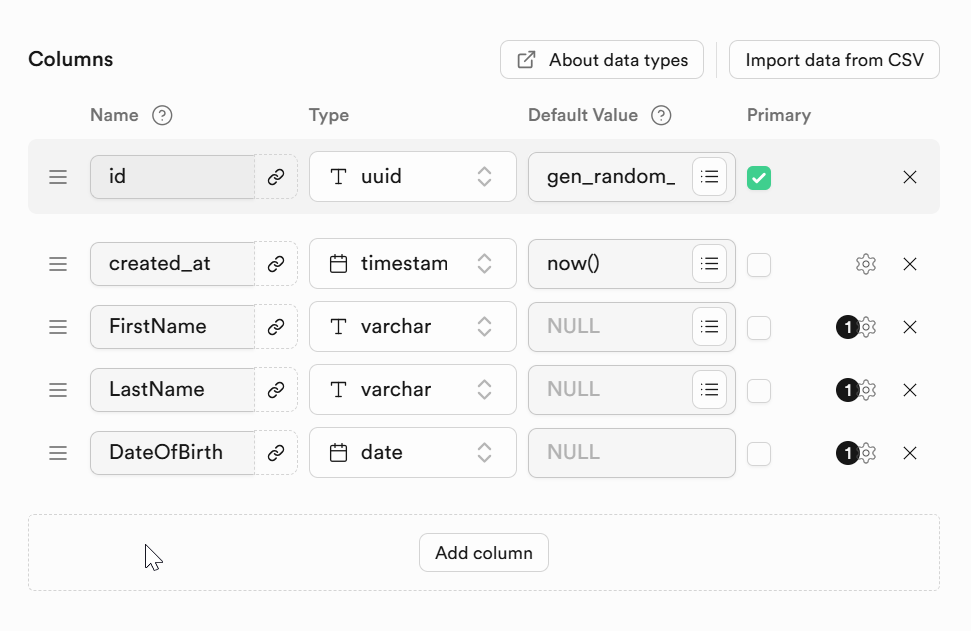 Columns About data types Import data from CSV
Name ? Type Default Value ? Primary
id uuid gen_random_
created_at timestam now()
FirstName varchar NULL 1
LastName varchar NULL 1
DateOfBirth date NULL 1
Add column